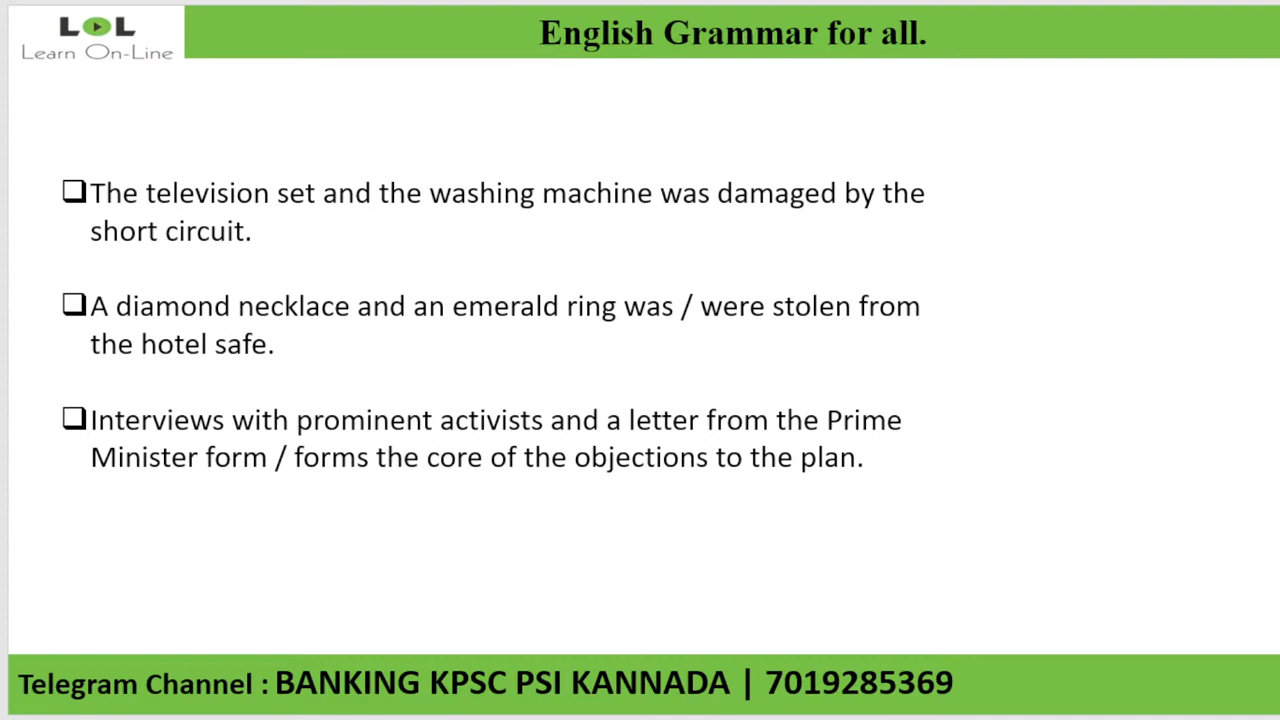 LOL
Learn On-Line
English Grammar for all.
❑The television set and the washing machine was damaged by the
short circuit.
❑A diamond necklace and an emerald ring was / were stolen from
the hotel safe.
❑Interviews with prominent activists and a letter from the Prime
Minister form / forms the core of the objections to the plan.
Telegram Channel : BANKING KPSC PSI KANNADA | 7019285369